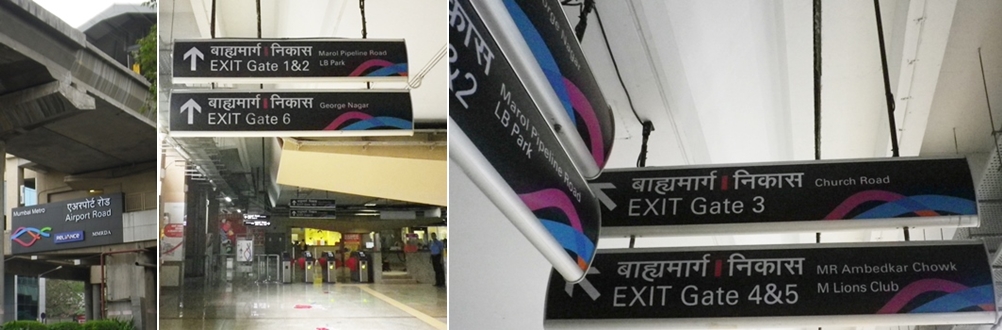 Mumbai Metro
एअरपोर्ट रोड
Airport Road
RELIANCE
MMRDA
बाह्यमार्ग | निकास
EXIT Gate 1&2
Marol Pipeline Road
LB Park
बाह्यमार्ग | निकास
EXIT Gate 6
George Nagar
कास
&2
Marol Pipeline Road
LB Park
Nagar
बाह्यमार्ग | निकास
EXIT Gate 3
Church Road
बाह्यमार्ग | निकास
EXIT Gate 4&5
MR Ambedkar Chowk
M Lions Club